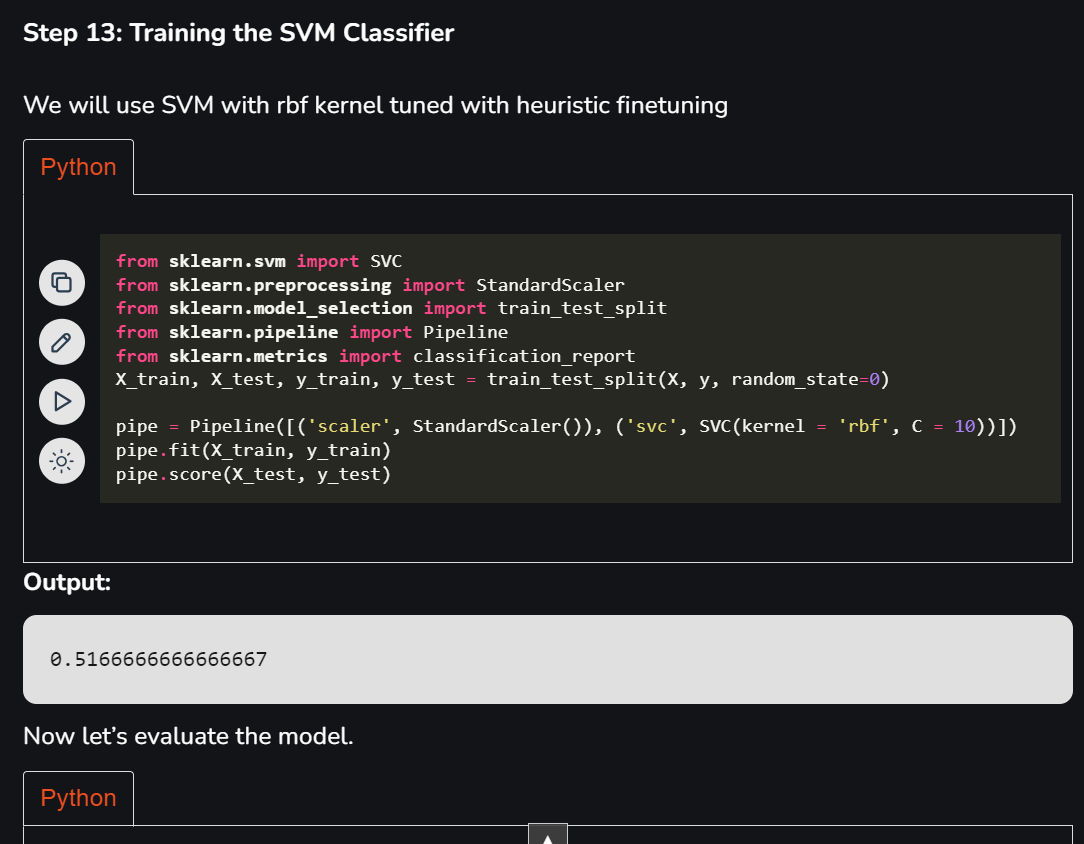 Step 13: Training the SVM Classifier
We will use SVM with rbf kernel tuned with heuristic finetuning
Python
from sklearn.svm import SVC
from sklearn.preprocessing import StandardScaler
from sklearn.model_selection import train_test_split
from sklearn.pipeline import Pipeline
from sklearn.metrics import classification_report
X_train, X_test, y_train, y_test = train_test_split(X, y, random_state=0)
pipe = Pipeline([('scaler', StandardScaler()), ('svc', SVC(kernel = 'rbf', C = 10))])
pipe.fit(X_train, y_train)
pipe.score(X_test, y_test)
Output:
0.5166666666666667
Now let’s evaluate the model.
Python